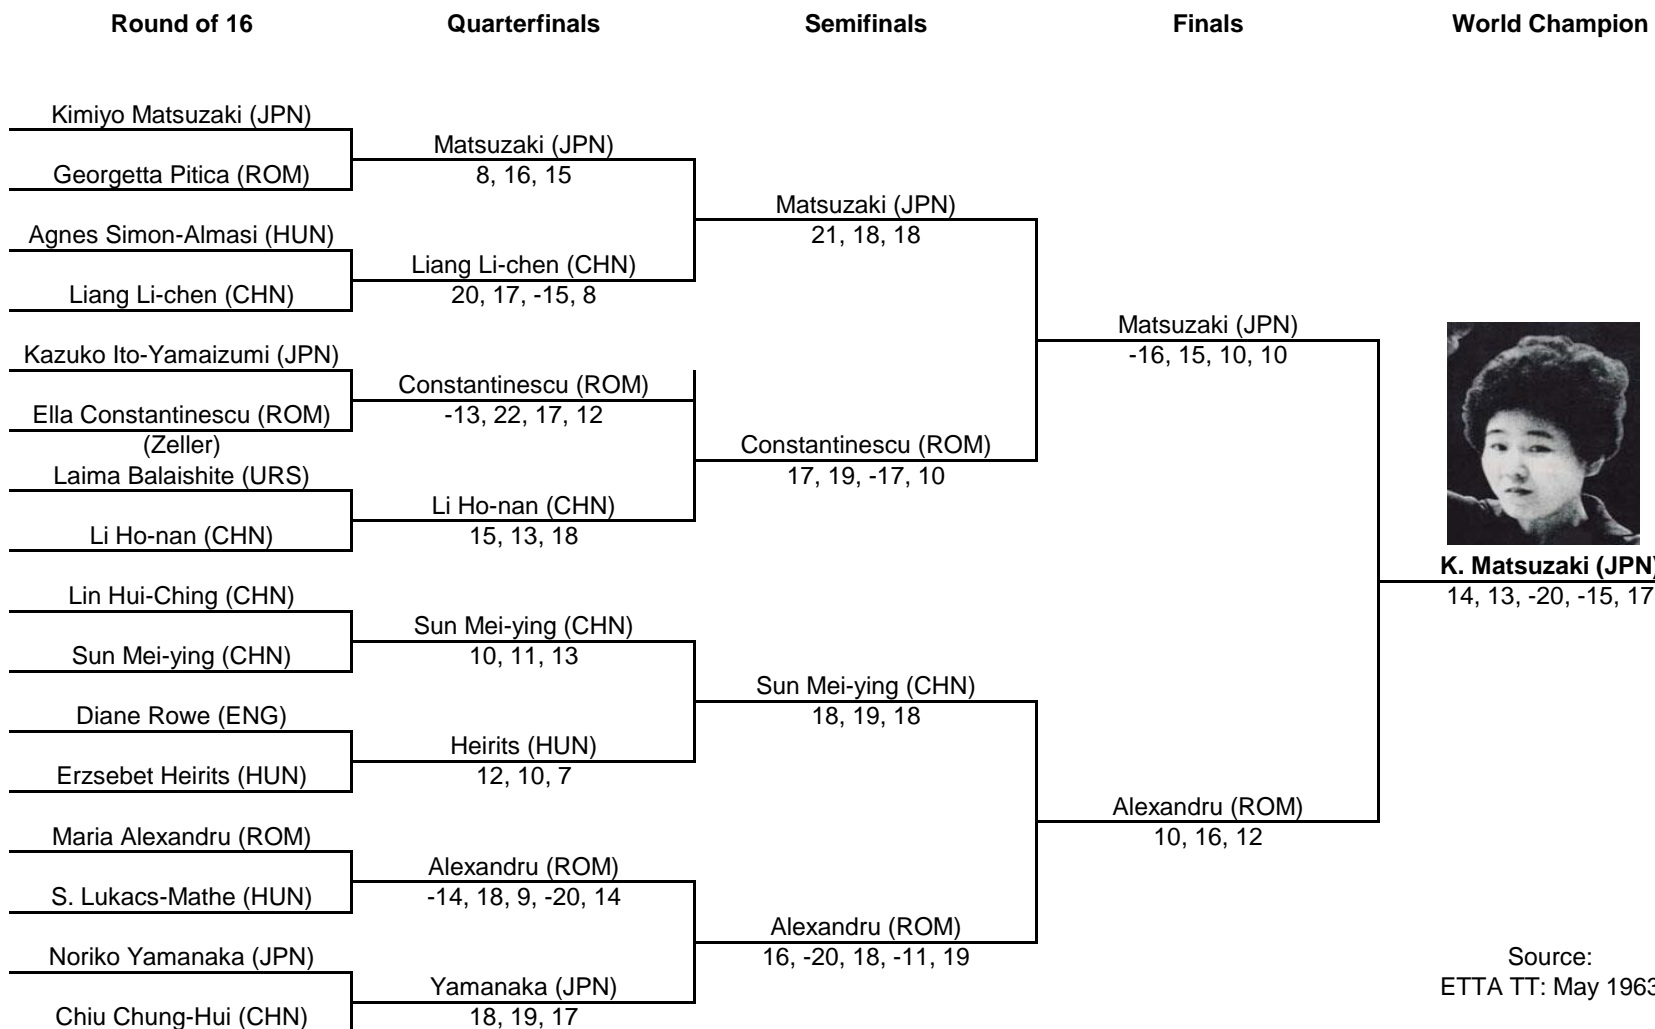 Round of 16 Quarterfinals Semifinals Finals World Champion
Kimiyo Matsuzaki (JPN)
Matsuzaki (JPN)
Georgetta Pitica (ROM)
8, 16, 15
Matsuzaki (JPN)
Agnes Simon-Almasi (HUN)
21, 18, 18
Liang Li-chen (CHN)
Liang Li-chen (CHN)
20, 17, -15, 8
Matsuzaki (JPN)
Kazuko Ito-Yamaizumi (JPN)
-16, 15, 10, 10
Constantinescu (ROM)
Ella Constantinescu (ROM)
-13, 22, 17, 12
(Zeller)
Constantinescu (ROM)
Laima Balaishite (URS)
17, 19, -17, 10
Li Ho-nan (CHN)
Li Ho-nan (CHN)
15, 13, 18
K. Matsuzaki (JPN)
Lin Hui-Ching (CHN)
14, 13, -20, -15, 17
Sun Mei-ying (CHN)
Sun Mei-ying (CHN)
10, 11, 13
Sun Mei-ying (CHN)
Diane Rowe (ENG)
18, 19, 18
Heirits (HUN)
Erzsebet Heirits (HUN)
12, 10, 7
Alexandru (ROM)
Maria Alexandru (ROM)
10, 16, 12
Alexandru (ROM)
S. Lukacs-Mathe (HUN)
-14, 18, 9, -20, 14
Alexandru (ROM)
Noriko Yamanaka (JPN)
16, -20, 18, -11, 19
Source:
Yamanaka (JPN)
ETTA TT: May 1963
Chiu Chung-Hui (CHN)
18, 19, 17